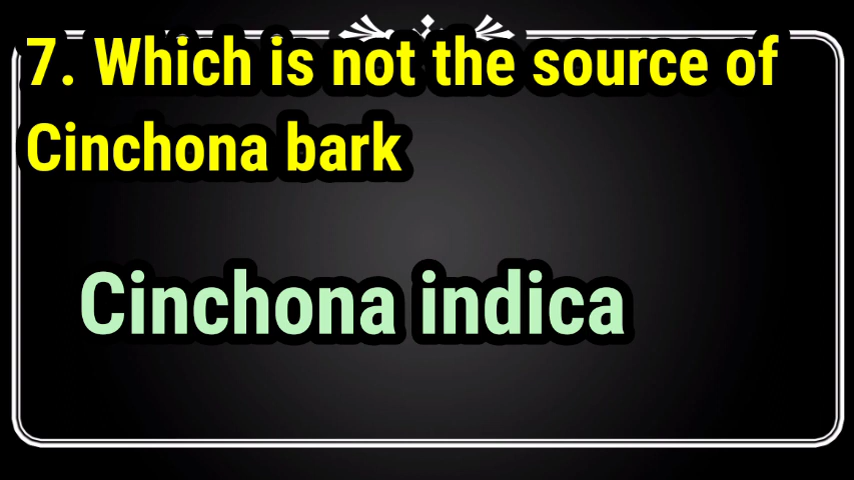 7. Which is not the source of
Cinchona bark
Cinchona indica